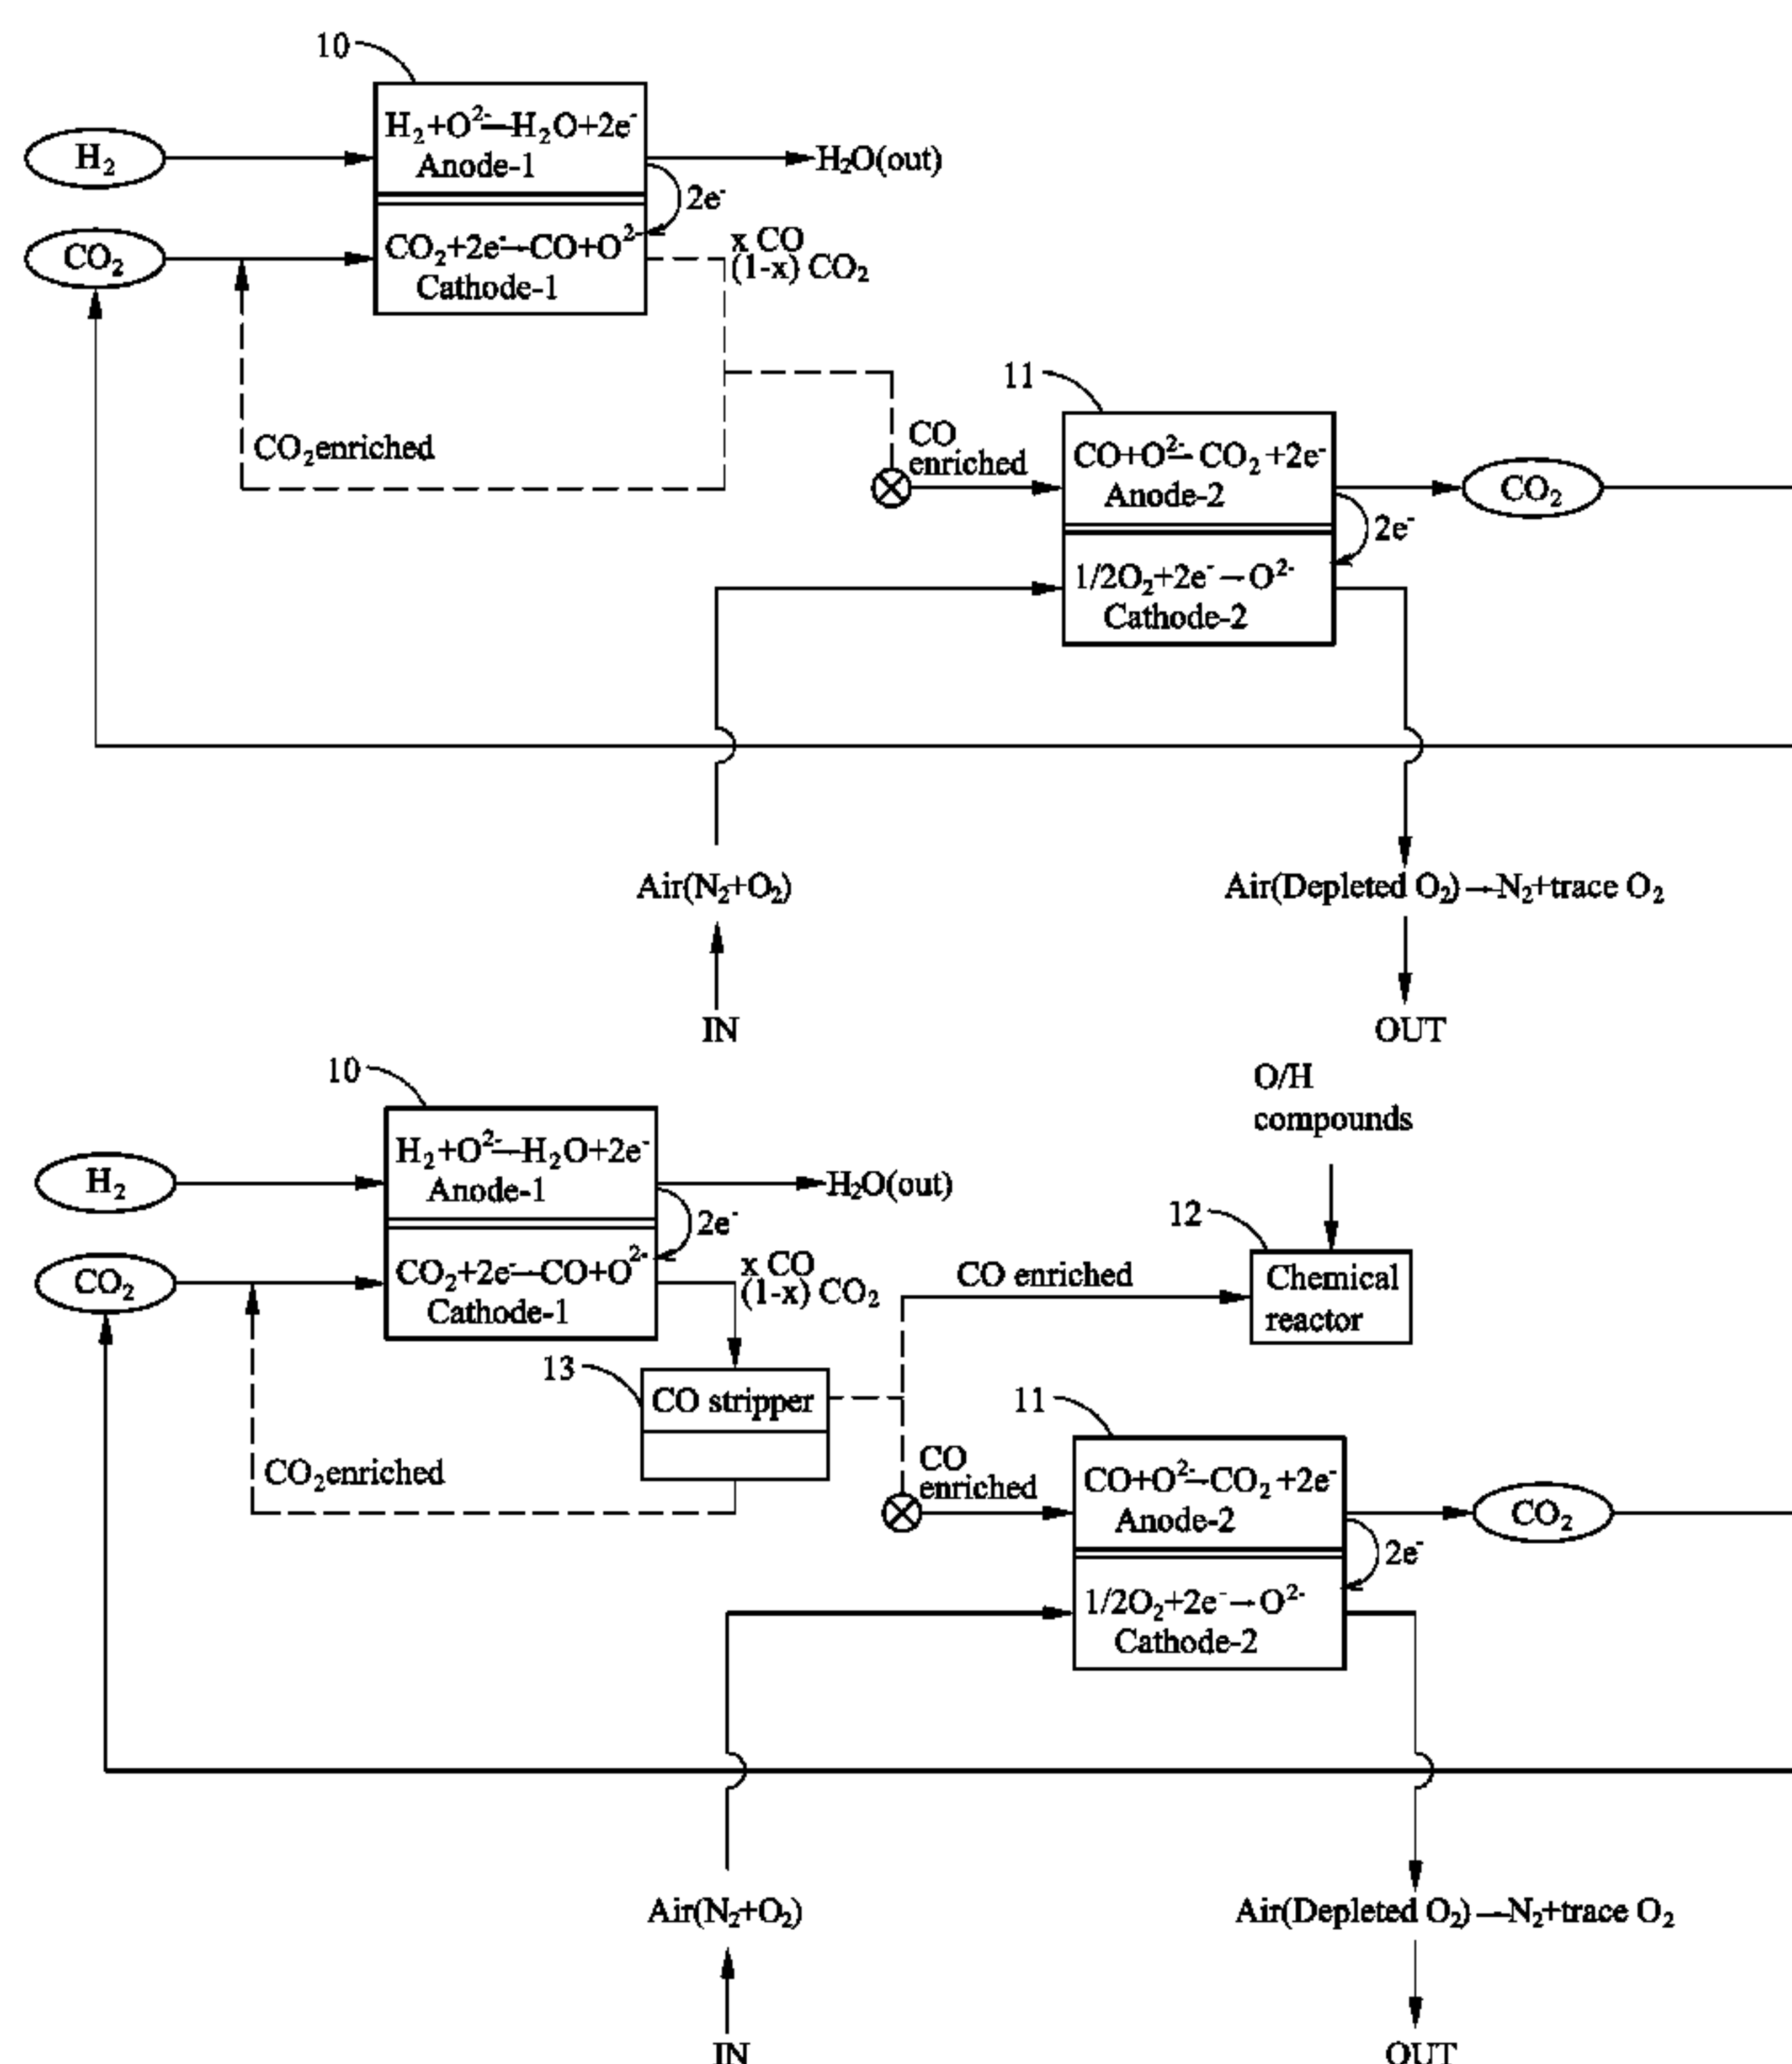 10
H₂+O²⁻—H₂O+2e⁻
Anode-1
H₂
H₂O(out)
2e⁻
CO₂+2e⁻—CO+O²⁻
Cathode-1
CO₂
x CO
(1-x) CO₂
11
CO₂enriched
CO
enriched
CO+O²⁻—CO₂+2e⁻
Anode-2
CO₂
2e⁻
1/2O₂+2e⁻—O²⁻
Cathode-2
Air(N₂+O₂)
Air(Depleted O₂)→N₂+trace O₂
IN
OUT
O/H
compounds
10
H₂+O²⁻—H₂O+2e⁻
Anode-1
H₂
H₂O(out)
2e⁻
12
CO₂+2e⁻—CO+O²⁻
Cathode-1
CO₂
x CO
(1-x) CO₂
CO enriched
Chemical
reactor
13
CO stripper
11
CO₂enriched
CO
enriched
CO+O²⁻—CO₂+2e⁻
Anode-2
CO₂
2e⁻
1/2O₂+2e⁻→O²⁻
Cathode-2
Air(N₂+O₂)
Air(Depleted O₂)—N₂+trace O₂
IN
OUT